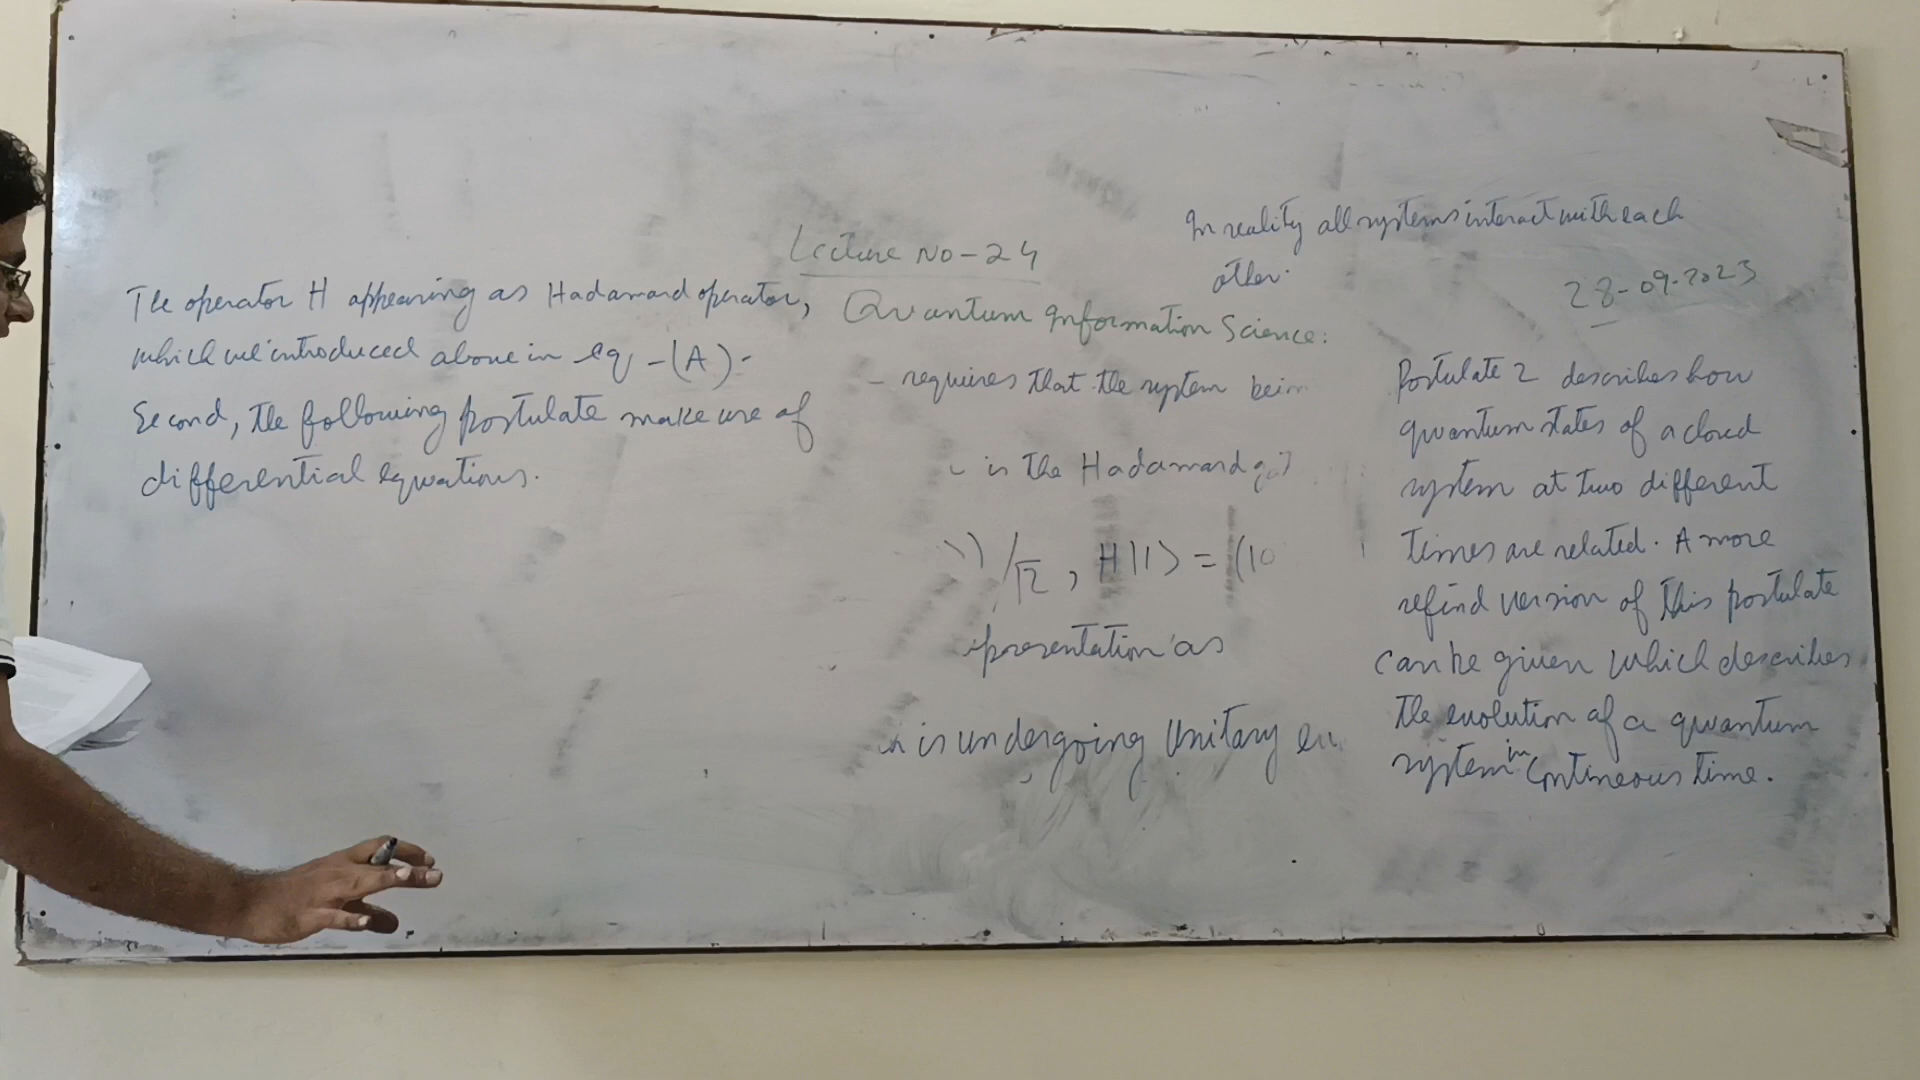 Lecture No-24
28-09-2023
Quantum Information Science:
The operator H appearing as Hadamard operator,
which we introduced above in eq -(A)-
Second, the following postulate make use of
differential equations.
- requires that the system bein
is the Hadamard
)/√2, H|1> = (10
presentation as
is undergoing Unitary
In reality all systems interact with each
other.
Postulate 2 describes how
quantum states of a closed
system at two different
times are related. A more
refind version of this postulate
can be given which describes
the evolution of a quantum
system in Contineous time.